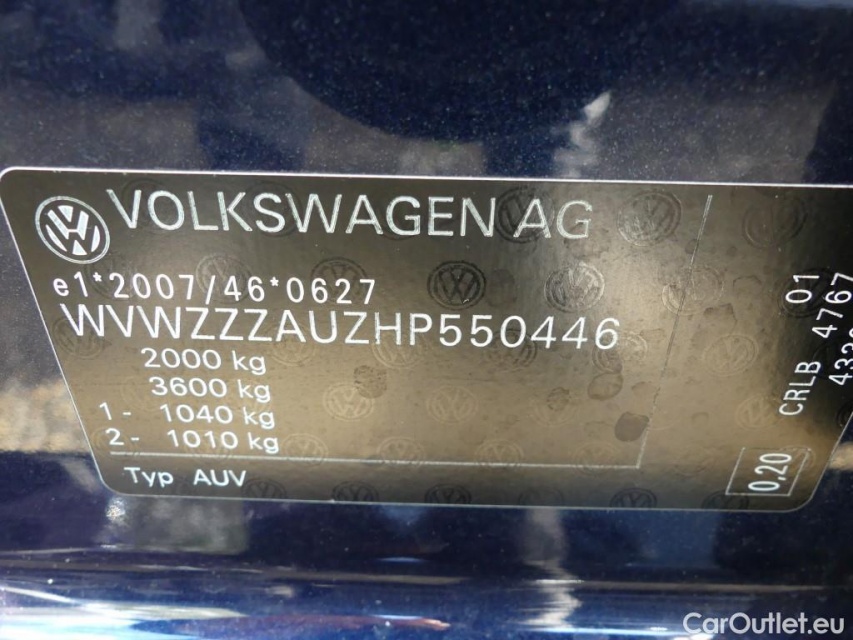 VOLKSWAGEN AG
e1*2007/46*0627
WVWZZZAUZHP550446
2000 kg
3600 kg
1- 1040 kg
2- 1010 kg
Typ AUV
01
CRLB 4767
0,20
CarOutlet.eu